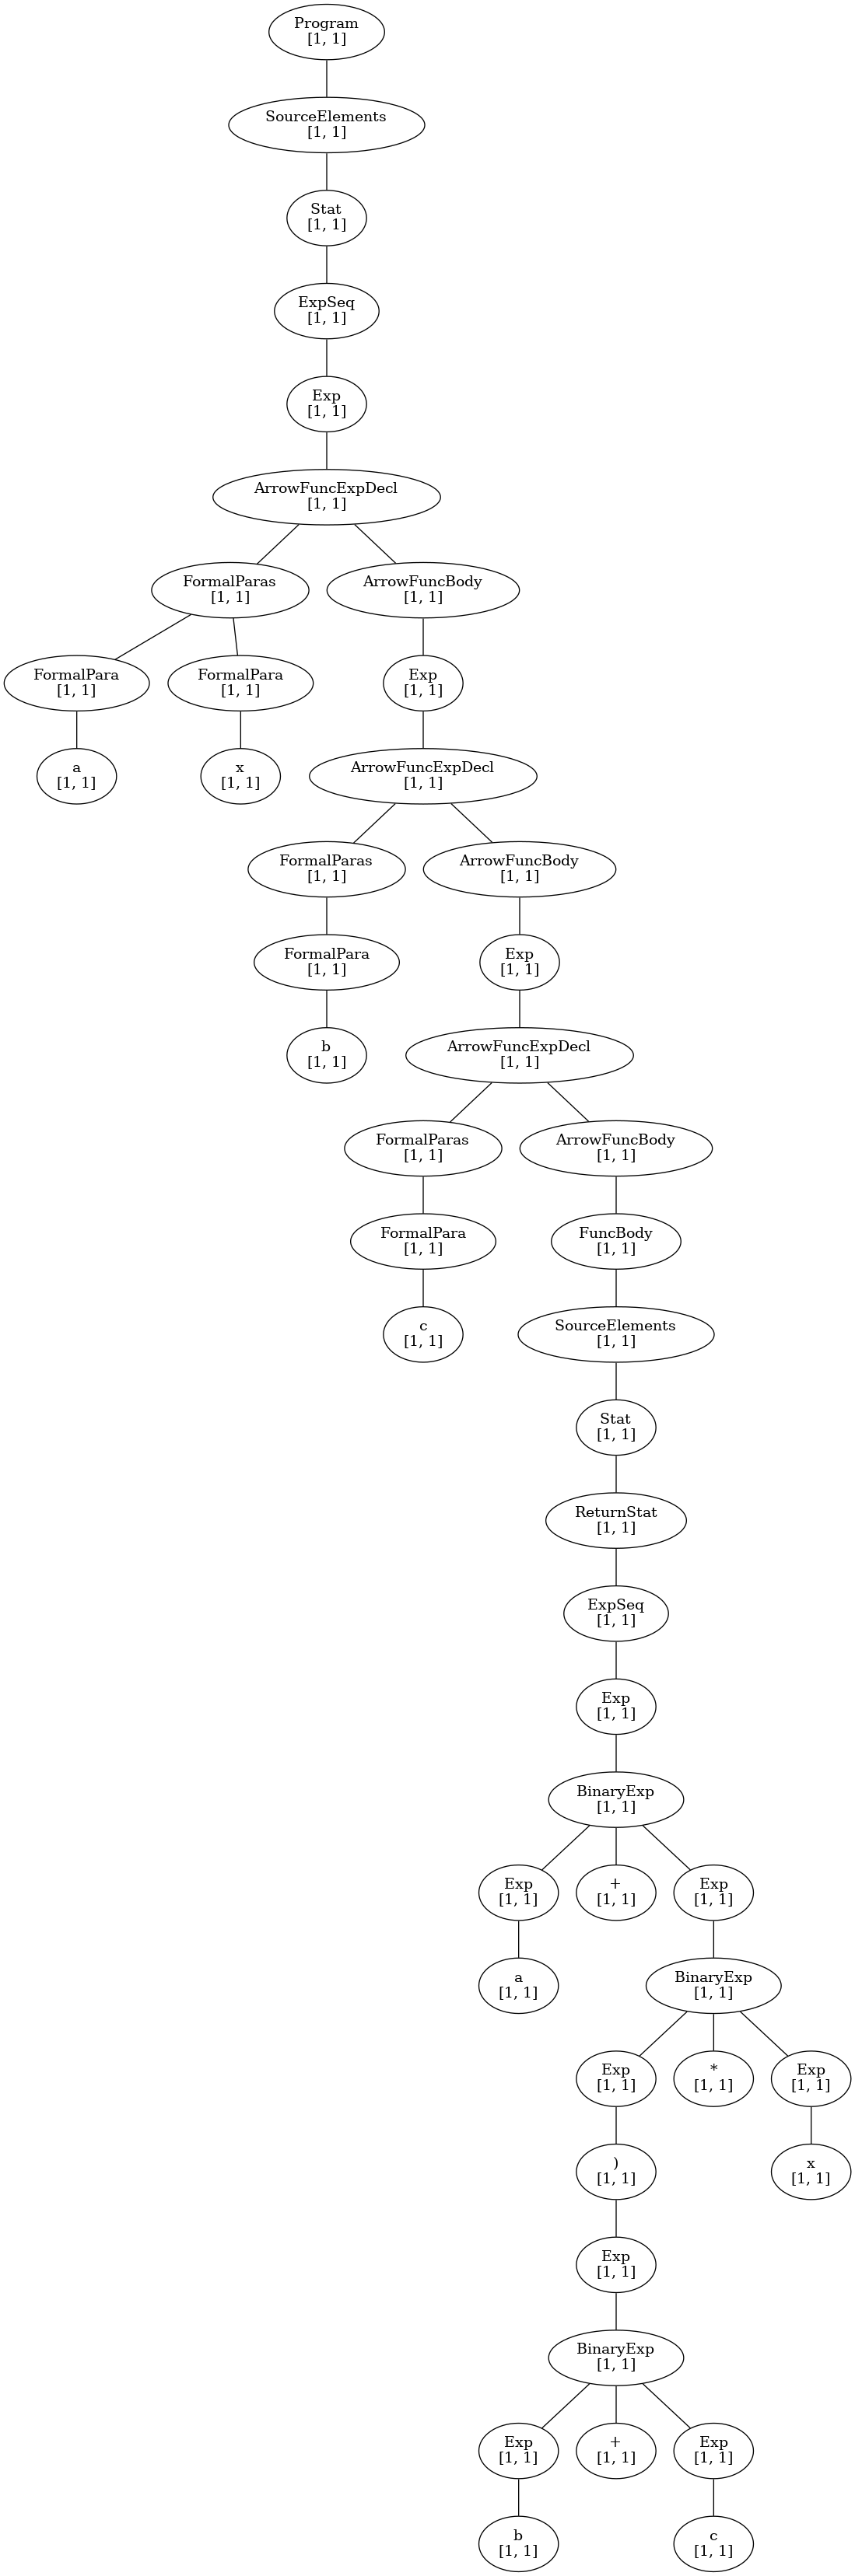 Program
[1, 1]
SourceElements
[1, 1]
Stat
[1, 1]
ExpSeq
[1, 1]
Exp
[1, 1]
ArrowFuncExpDecl
[1, 1]
FormalParas
[1, 1]
ArrowFuncBody
[1, 1]
FormalPara
[1, 1]
FormalPara
[1, 1]
Exp
[1, 1]
a
[1, 1]
x
[1, 1]
ArrowFuncExpDecl
[1, 1]
FormalParas
[1, 1]
ArrowFuncBody
[1, 1]
FormalPara
[1, 1]
Exp
[1, 1]
b
[1, 1]
ArrowFuncExpDecl
[1, 1]
FormalParas
[1, 1]
ArrowFuncBody
[1, 1]
FormalPara
[1, 1]
FuncBody
[1, 1]
c
[1, 1]
SourceElements
[1, 1]
Stat
[1, 1]
ReturnStat
[1, 1]
ExpSeq
[1, 1]
Exp
[1, 1]
BinaryExp
[1, 1]
Exp
[1, 1]
+
[1, 1]
Exp
[1, 1]
a
[1, 1]
BinaryExp
[1, 1]
Exp
[1, 1]
*
[1, 1]
Exp
[1, 1]
)
[1, 1]
x
[1, 1]
Exp
[1, 1]
BinaryExp
[1, 1]
Exp
[1, 1]
+
[1, 1]
Exp
[1, 1]
b
[1, 1]
c
[1, 1]